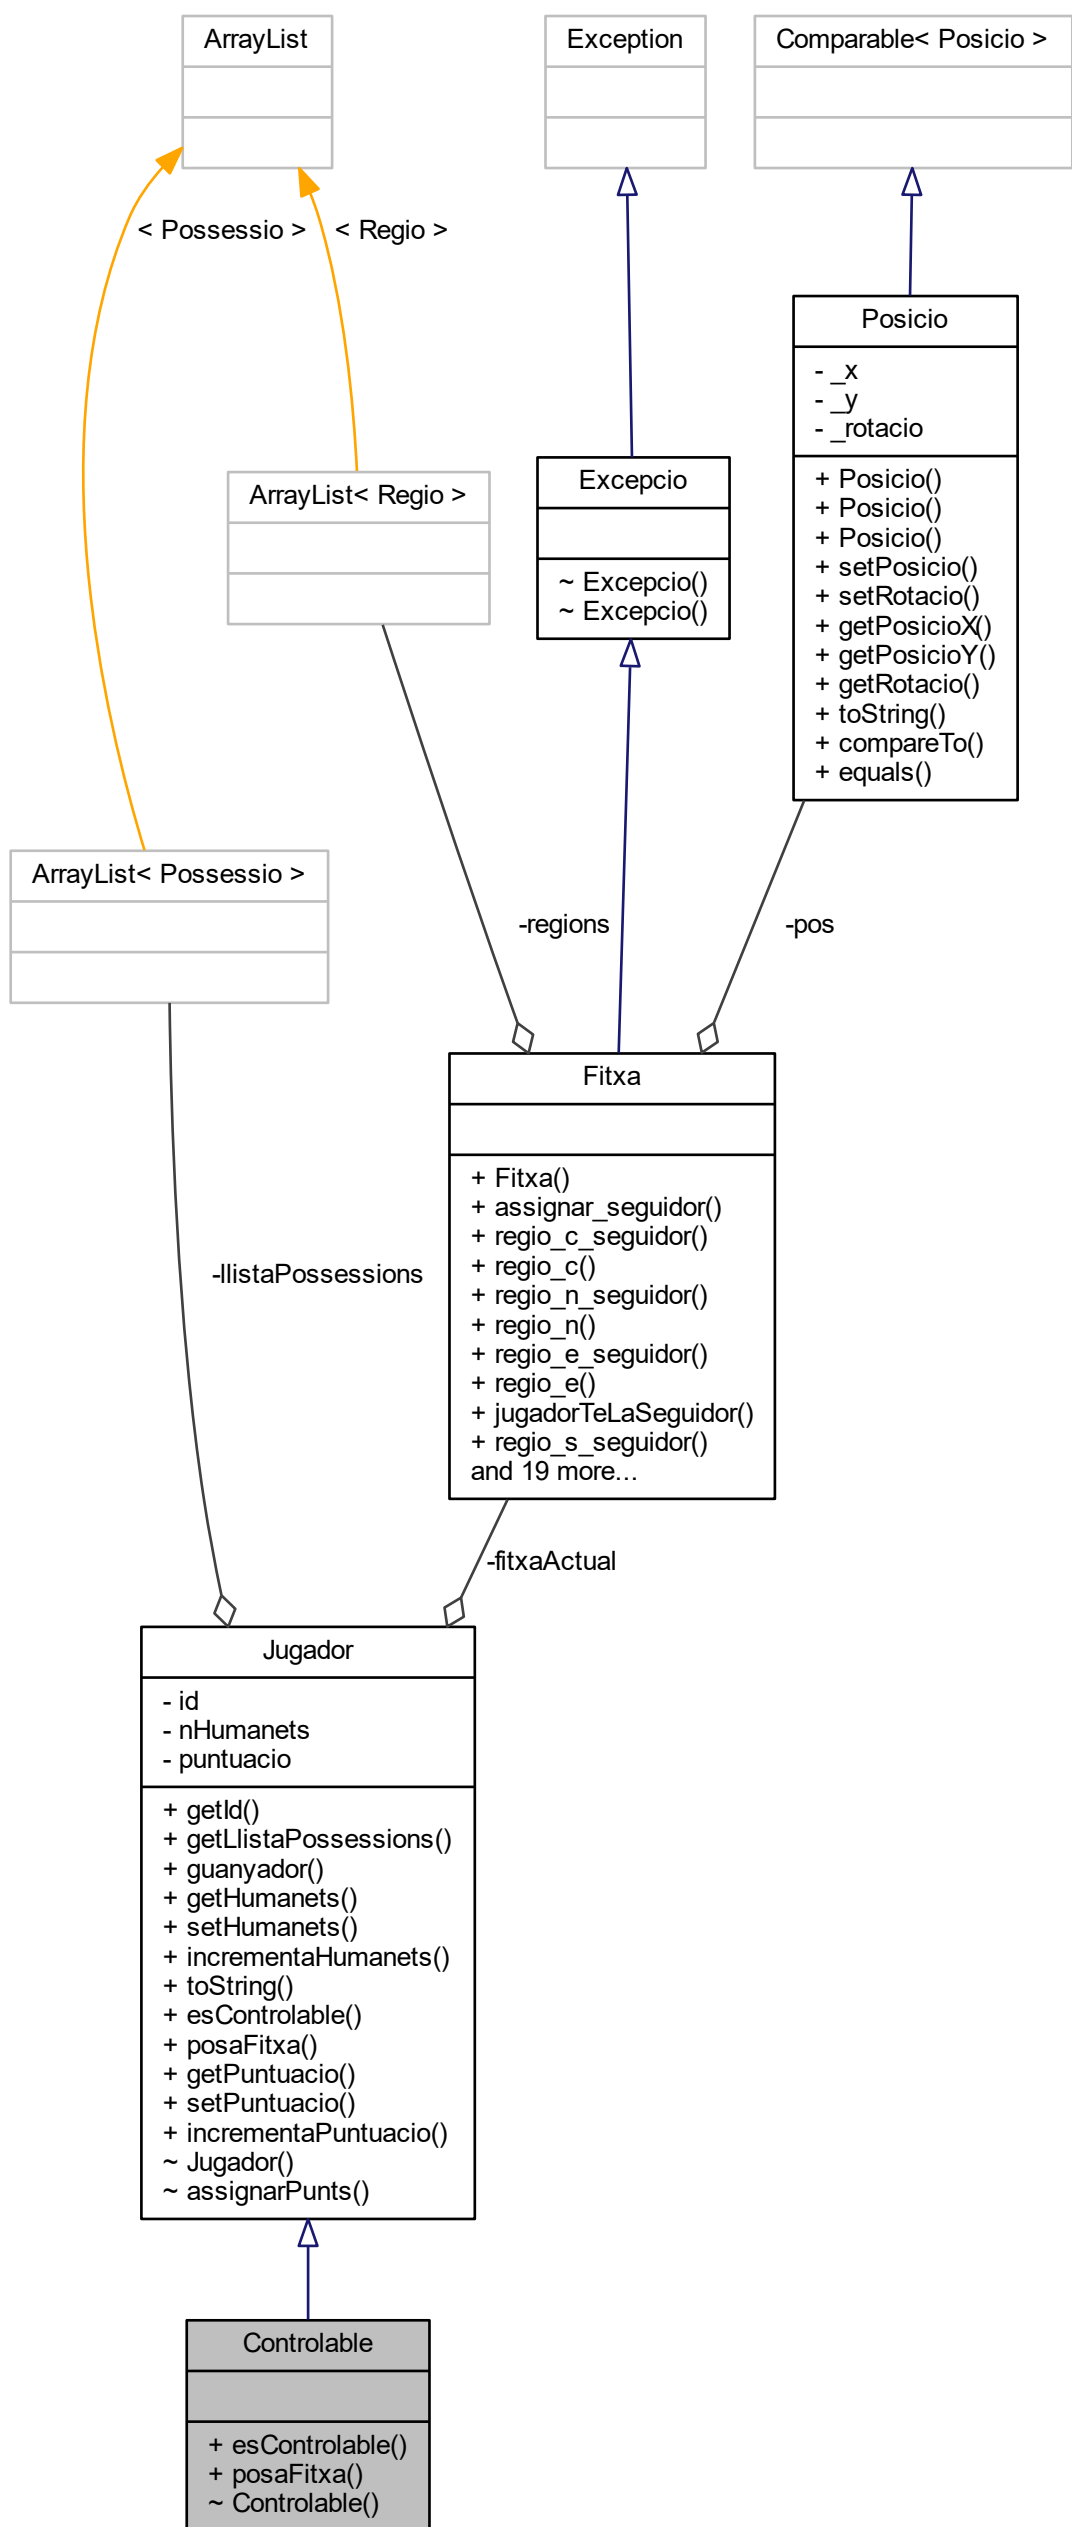 ArrayList
Exception
Comparable< Posicio >
< Possessio >
< Regio >
Posicio
- _x
- _y
- _rotacio
+ Posicio()
+ Posicio()
+ Posicio()
+ setPosicio()
+ setRotacio()
+ getPosicioX()
+ getPosicioY()
+ getRotacio()
+ toString()
+ compareTo()
+ equals()
ArrayList< Regio >
Excepcio
~ Excepcio()
~ Excepcio()
ArrayList< Possessio >
-regions
-pos
Fitxa
+ Fitxa()
+ assignar_seguidor()
+ regio_c_seguidor()
+ regio_c()
+ regio_n_seguidor()
+ regio_n()
+ regio_e_seguidor()
+ regio_e()
+ jugadorTeLaSeguidor()
+ regio_s_seguidor()
and 19 more...
-llistaPossessions
-fitxaActual
Jugador
- id
- nHumanets
- puntuacio
+ getId()
+ getLlistaPossessions()
+ guanyador()
+ getHumanets()
+ setHumanets()
+ incrementaHumanets()
+ toString()
+ esControlable()
+ posaFitxa()
+ getPuntuacio()
+ setPuntuacio()
+ incrementaPuntuacio()
~ Jugador()
~ assignarPunts()
Controlable
+ esControlable()
+ posaFitxa()
~ Controlable()